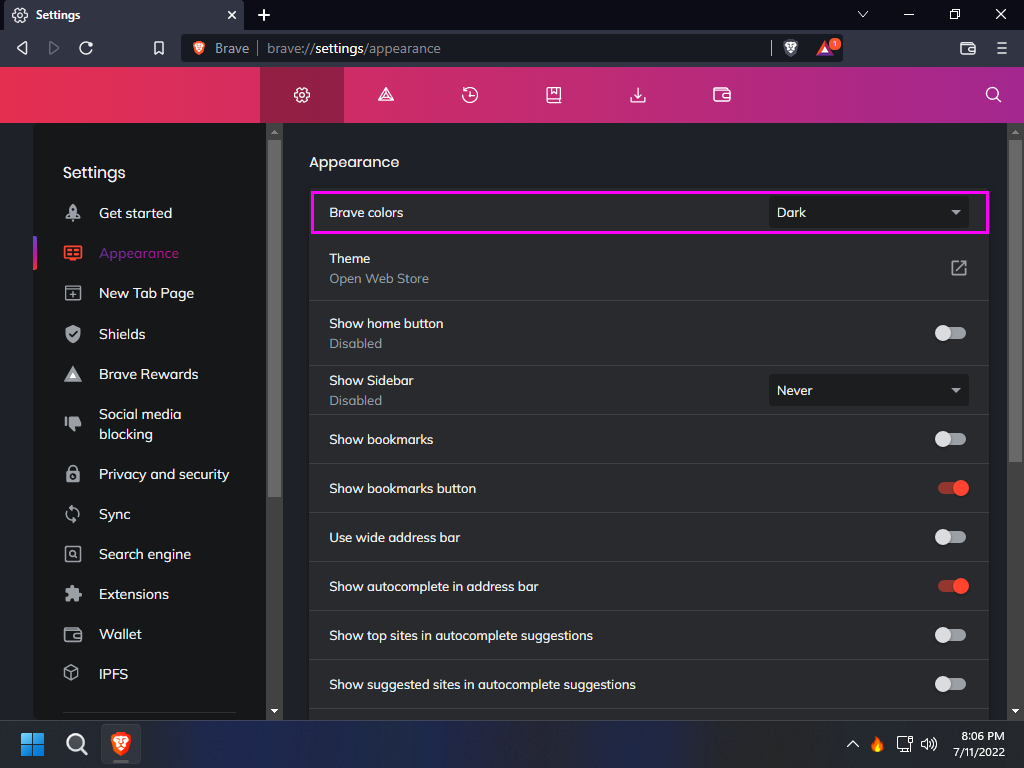 Settings
Brave
brave://settings/appearance
1
Settings
Get started
Appearance
New Tab Page
Shields
Brave Rewards
Social media
blocking
Privacy and security
Sync
Search engine
Extensions
Wallet
IPFS
Appearance
Brave colors
Dark
Theme
Open Web Store
Show home button
Disabled
Show Sidebar
Disabled
Never
Show bookmarks
Show bookmarks button
Use wide address bar
Show autocomplete in address bar
Show top sites in autocomplete suggestions
Show suggested sites in autocomplete suggestions
8:06 PM
7/11/2022